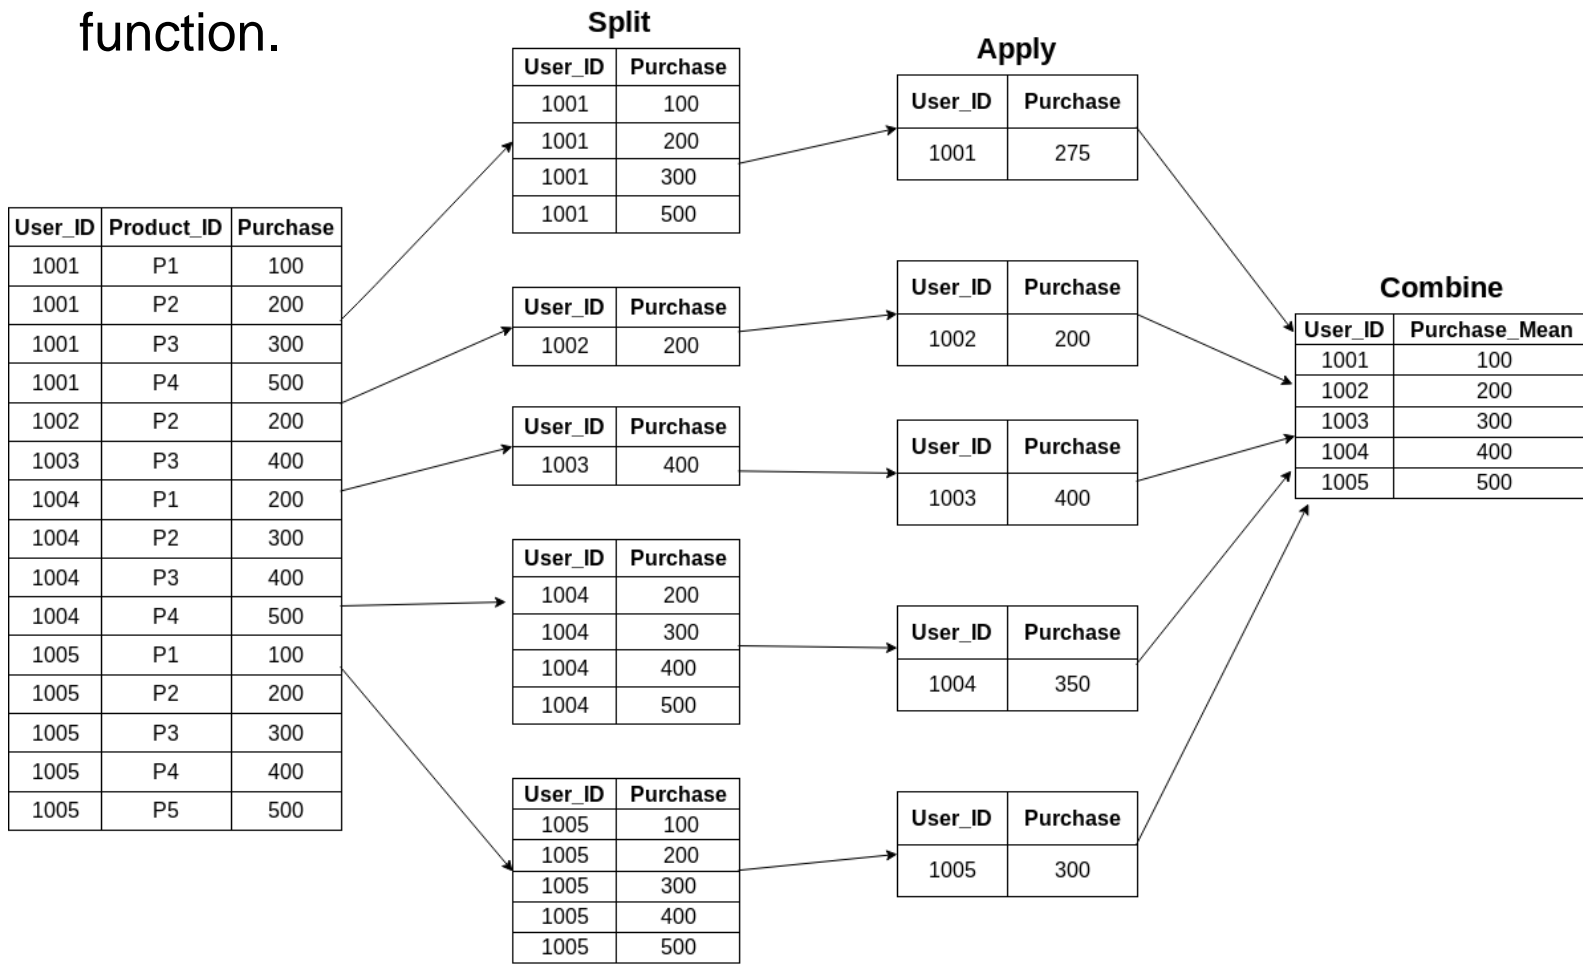 function.
User_ID Product_ID Purchase
1001 P1 100
1001 P2 200
1001 P3 300
1001 P4 500
1002 P2 200
1003 P3 400
1004 P1 200
1004 P2 300
1004 P3 400
1004 P4 500
1005 P1 100
1005 P2 200
1005 P3 300
1005 P4 400
1005 P5 500
Split
User_ID Purchase
1001 100
1001 200
1001 300
1001 500
User_ID Purchase
1002 200
User_ID Purchase
1003 400
User_ID Purchase
1004 200
1004 300
1004 400
1004 500
User_ID Purchase
1005 100
1005 200
1005 300
1005 400
1005 500
Apply
User_ID Purchase
1001 275
User_ID Purchase
1002 200
User_ID Purchase
1003 400
User_ID Purchase
1004 350
User_ID Purchase
1005 300
Combine
User_ID Purchase_Mean
1001 100
1002 200
1003 300
1004 400
1005 500